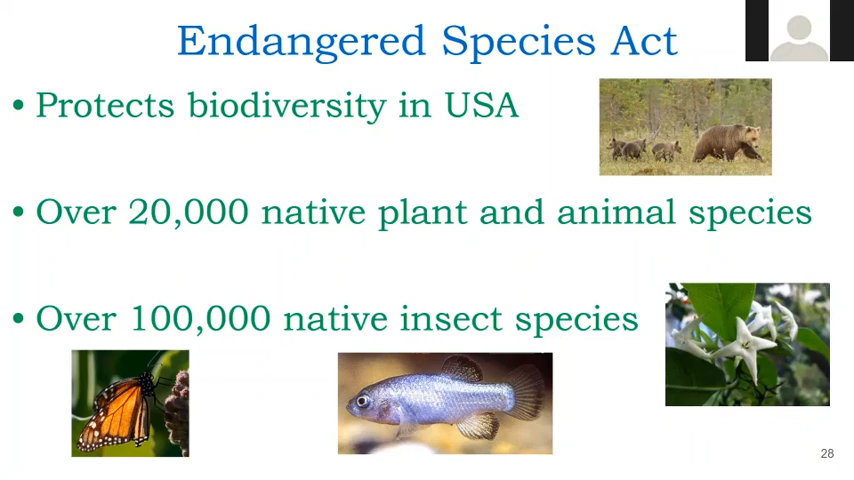 Endangered Species Act
• Protects biodiversity in USA
• Over 20,000 native plant and animal species
• Over 100,000 native insect species
28